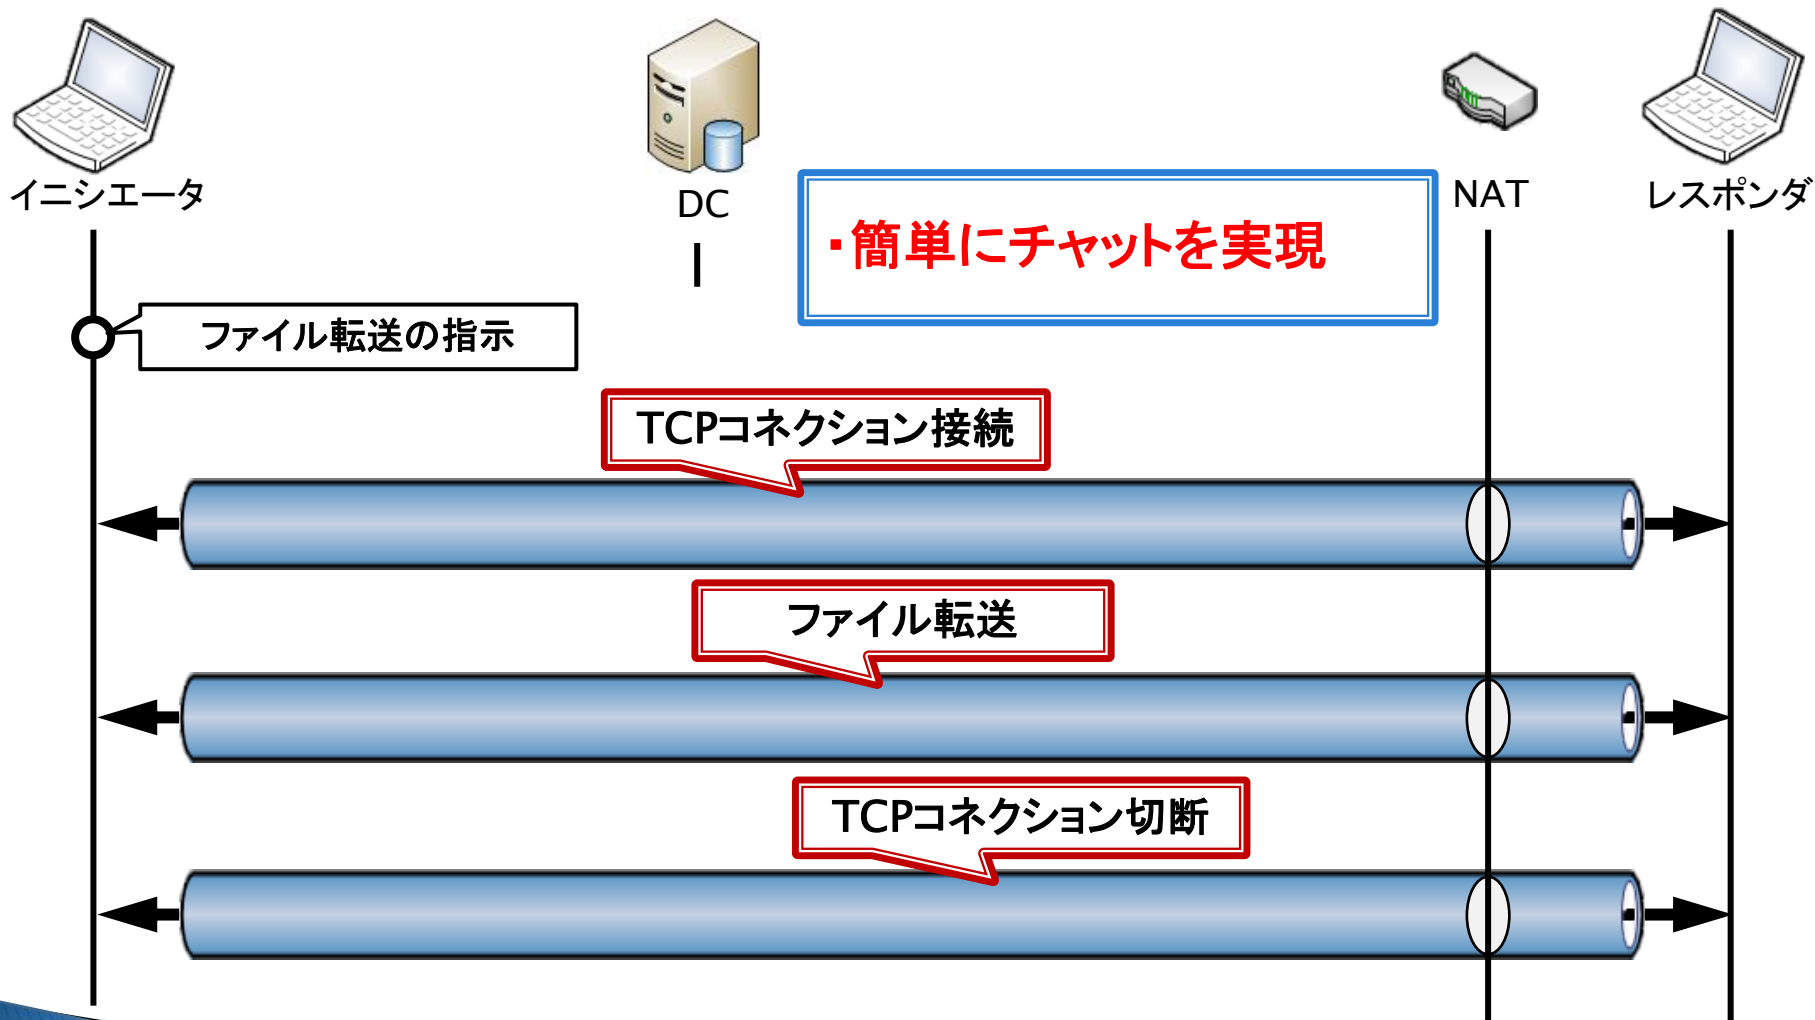 イニシエータ
DC
NAT
レスポンダ
・簡単にチャットを実現
ファイル転送の指示
TCPコネクション接続
ファイル転送
TCPコネクション切断